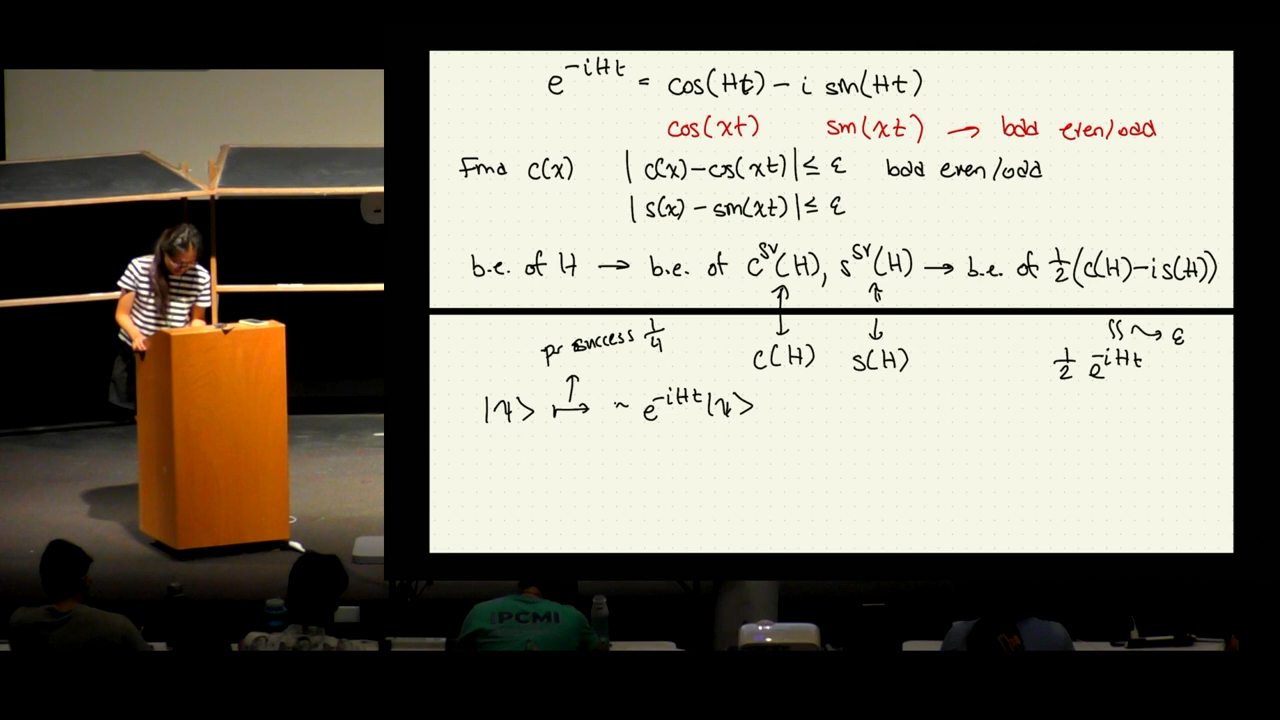 e^{-iHt} = cos(Ht) - i sin(Ht)
cos(xt) sin(xt) → bdd even/odd
Find c(x) |c(x)-cos(xt)| ≤ ε bdd even/odd
|s(x) - sin(xt)| ≤ ε
b.e. of H → b.e. of c^{SV}(H), s^{SV}(H) → b.e. of 1/2(c(H)-is(H))
pr success 1/4 c(H) s(H) 1/2 e^{-iHt} ε
|ψ⟩ ↦ ~ e^{-iHt}|ψ⟩
PCMI